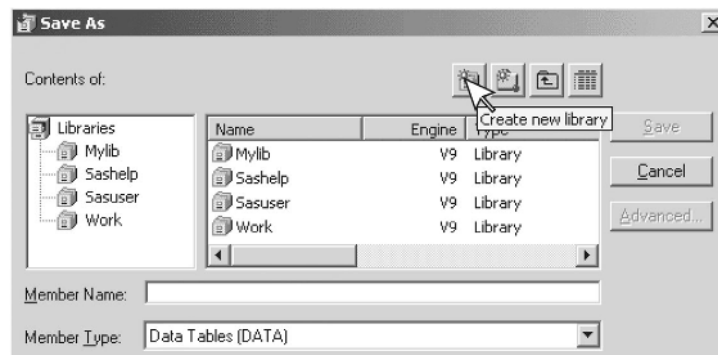 Save As
Contents of:
Create new library
Libraries
Mylib
Sashelp
Sasuser
Work
Name Engine Type
Mylib V9 Library
Sashelp V9 Library
Sasuser V9 Library
Work V9 Library
Save
Cancel
Advanced...
Member Name:
Member Type: Data Tables (DATA)